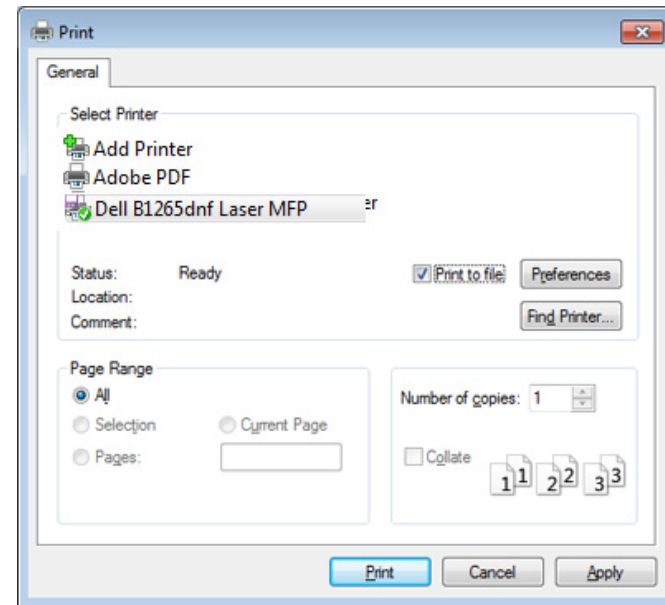 Print
General
Select Printer
Add Printer
Adobe PDF
Dell B1265dnf Laser MFP er
Status: Ready Print to file Preferences
Location:
Comment: Find Printer...
Page Range
All Number of copies: 1
Selection Current Page
Pages: Collate
1 1 2 2 3 3
Print Cancel Apply